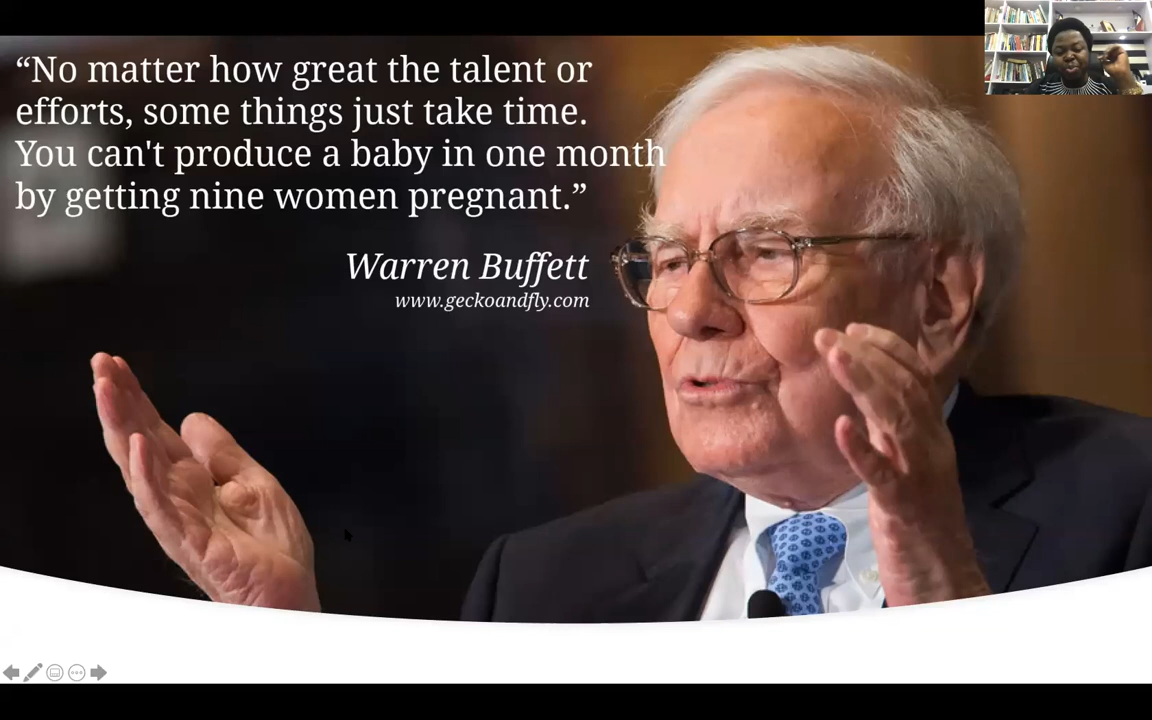 “No matter how great the talent or
efforts, some things just take time.
You can't produce a baby in one month
by getting nine women pregnant.”
Warren Buffett
www.geckoandfly.com